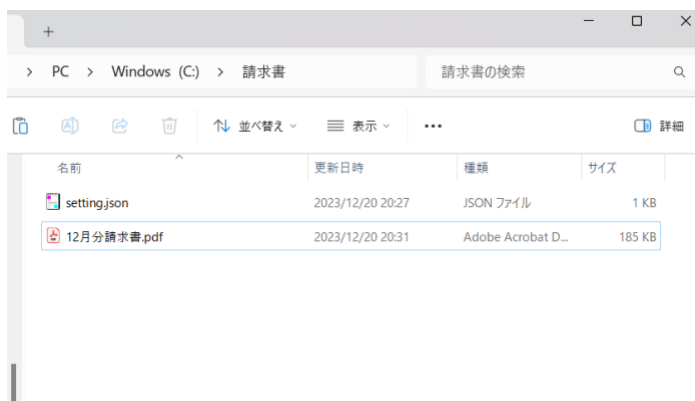 PC > Windows (C:) > 請求書
請求書の検索
並べ替え
表示
詳細
名前
更新日時
種類
サイズ
setting.json 2023/12/20 20:27 JSON ファイル 1 KB
12月分請求書.pdf 2023/12/20 20:31 Adobe Acrobat D... 185 KB